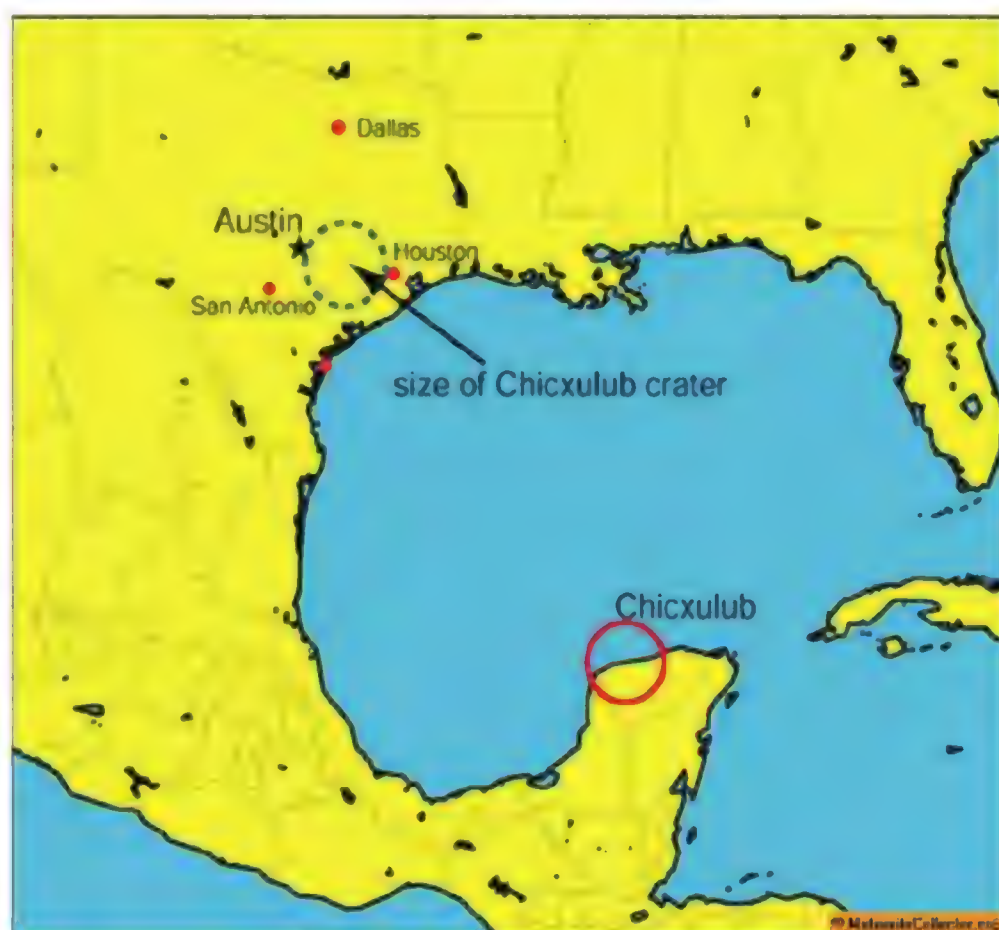 Dallas
Austin
Houston
San Antonio
size of Chicxulub crater
Chicxulub